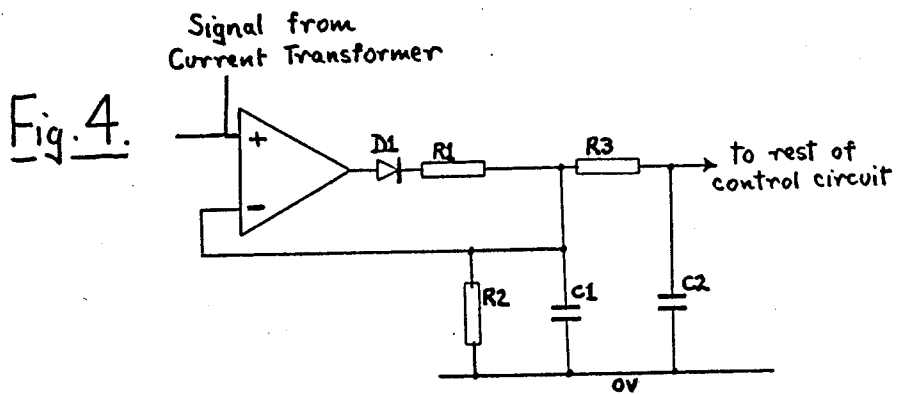 Signal from
Current Transformer
Fig. 4.
+
−
D1
R1
R3
to rest of
control circuit
R2
C1
C2
0V